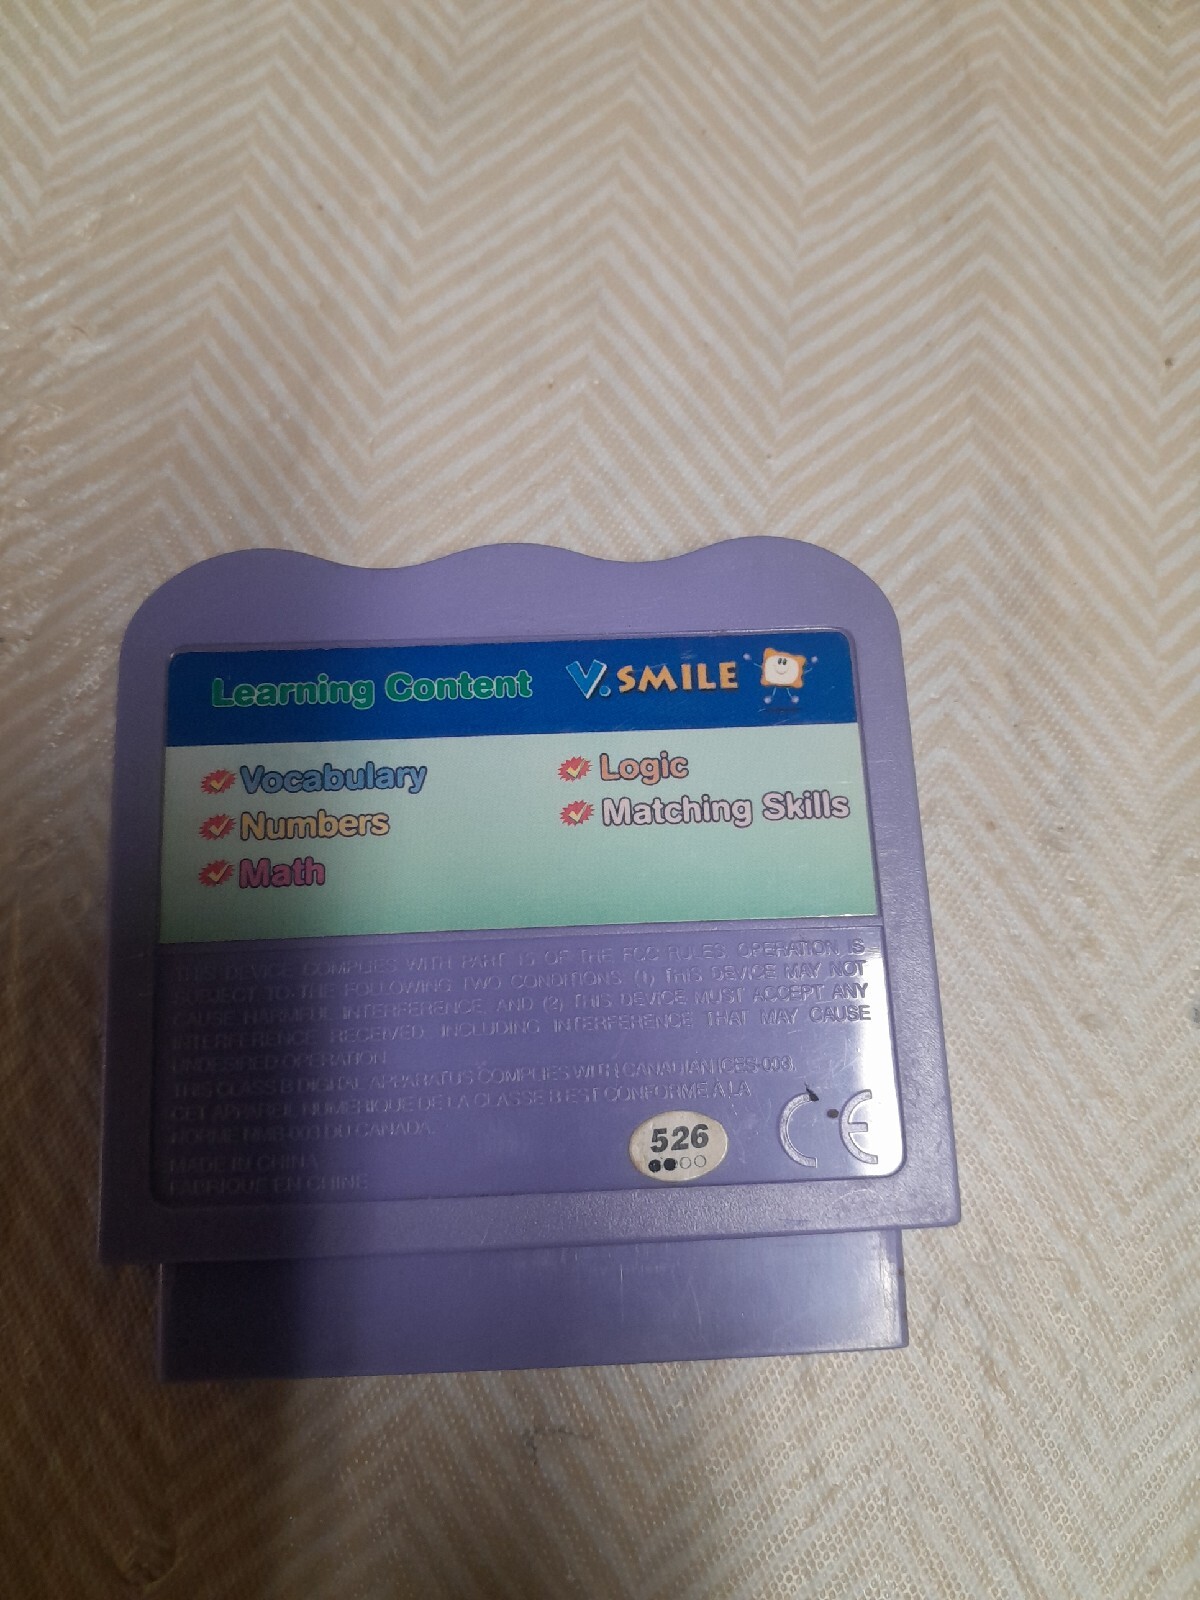 Learning Content V.SMILE
Vocabulary
Numbers
Math
Logic
Matching Skills
THIS DEVICE COMPLIES WITH PART 15 OF THE FCC RULES. OPERATION IS
SUBJECT TO THE FOLLOWING TWO CONDITIONS: (1) THIS DEVICE MAY NOT
CAUSE HARMFUL INTERFERENCE, AND (2) THIS DEVICE MUST ACCEPT ANY
INTERFERENCE RECEIVED, INCLUDING INTERFERENCE THAT MAY CAUSE
UNDESIRED OPERATION.
THIS CLASS B DIGITAL APPARATUS COMPLIES WITH CANADIAN ICES-003.
CET APPAREIL NUMERIQUE DE LA CLASSE B EST CONFORME À LA
NORME NMB-003 DU CANADA.
MADE IN CHINA
FABRIQUE EN CHINE
526
CE